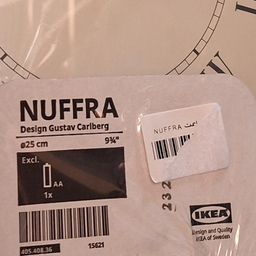 NUFFRA
Design Gustav Carlberg
ø25 cm 9¾"
Excl.
AA
1x
405.408.36
15621
NUFFRA
232
IKEA
Design and Quality
IKEA of Sweden